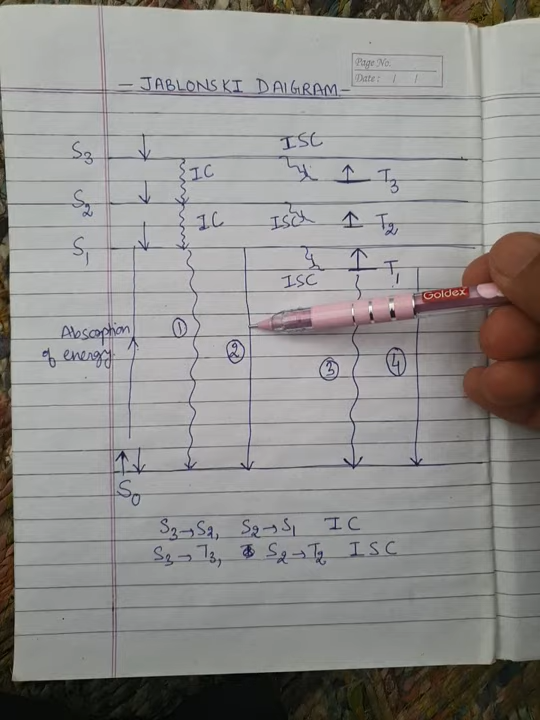 Page No.
Date: / /
- JABLONSKI DAIGRAM -
S3
ISC
IC
T3
S2
IC
ISC
T2
S1
ISC
T1
Goldex
Absorption
of energy
①
②
③
④
S0
S3→S2, S2→S1 IC
S3→T3, S2→T2 ISC